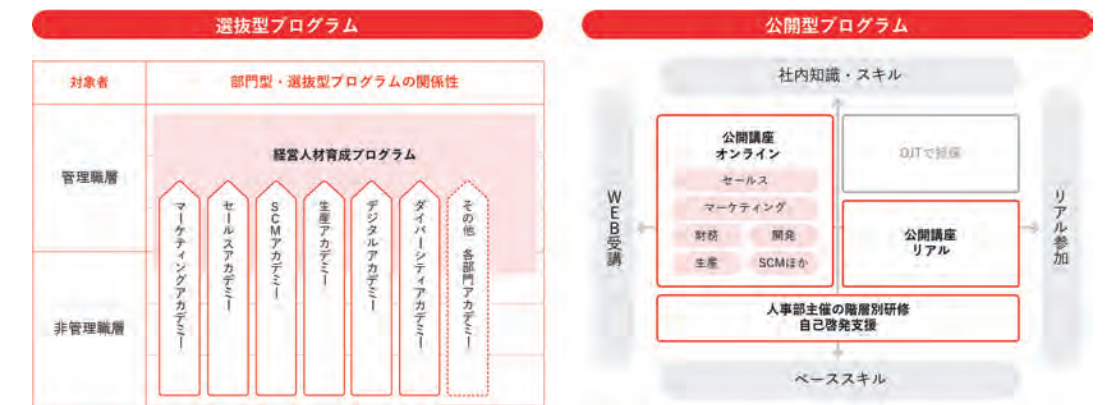 選抜型プログラム
対象者
部門型・選抜型プログラムの関係性
管理職層
非管理職層
経営人材育成プログラム
マーケティングアカデミー
セールスアカデミー
SCMアカデミー
生産アカデミー
デジタルアカデミー
ダイバーシティアカデミー
その他 各部門アカデミー
公開型プログラム
社内知識・スキル
WEB受講
公開講座
オンライン
セールス
マーケティング
財務
開発
生産
SCMほか
OJTで担保
公開講座
リアル
リアル参加
人事部主催の階層別研修
自己啓発支援
ベーススキル